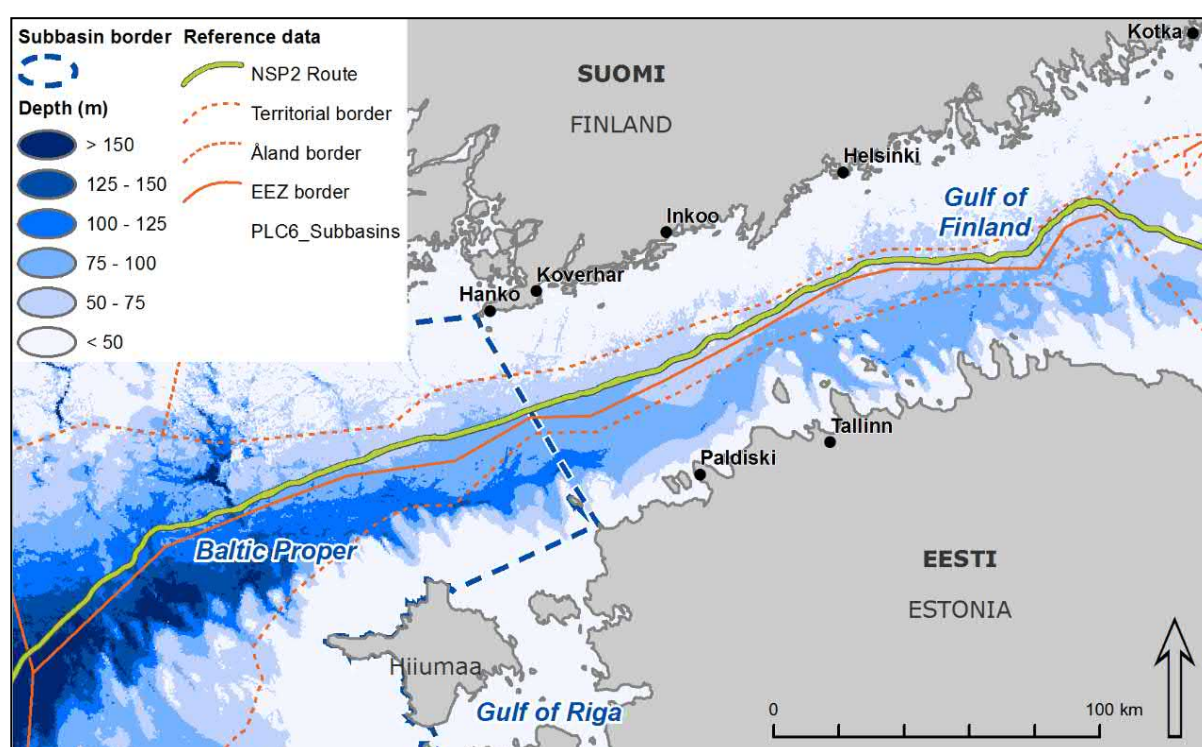 Subbasin border
Reference data
NSP2 Route
Territorial border
Åland border
EEZ border
PLC6_Subbasins
Depth (m)
> 150
125 - 150
100 - 125
75 - 100
50 - 75
< 50
Kotka
SUOMI
FINLAND
Helsinki
Gulf of
Finland
Inkoo
Koverhar
Hanko
Tallinn
Paldiski
Baltic Proper
EESTI
ESTONIA
Hiiumaa
Gulf of Riga
0
100 km